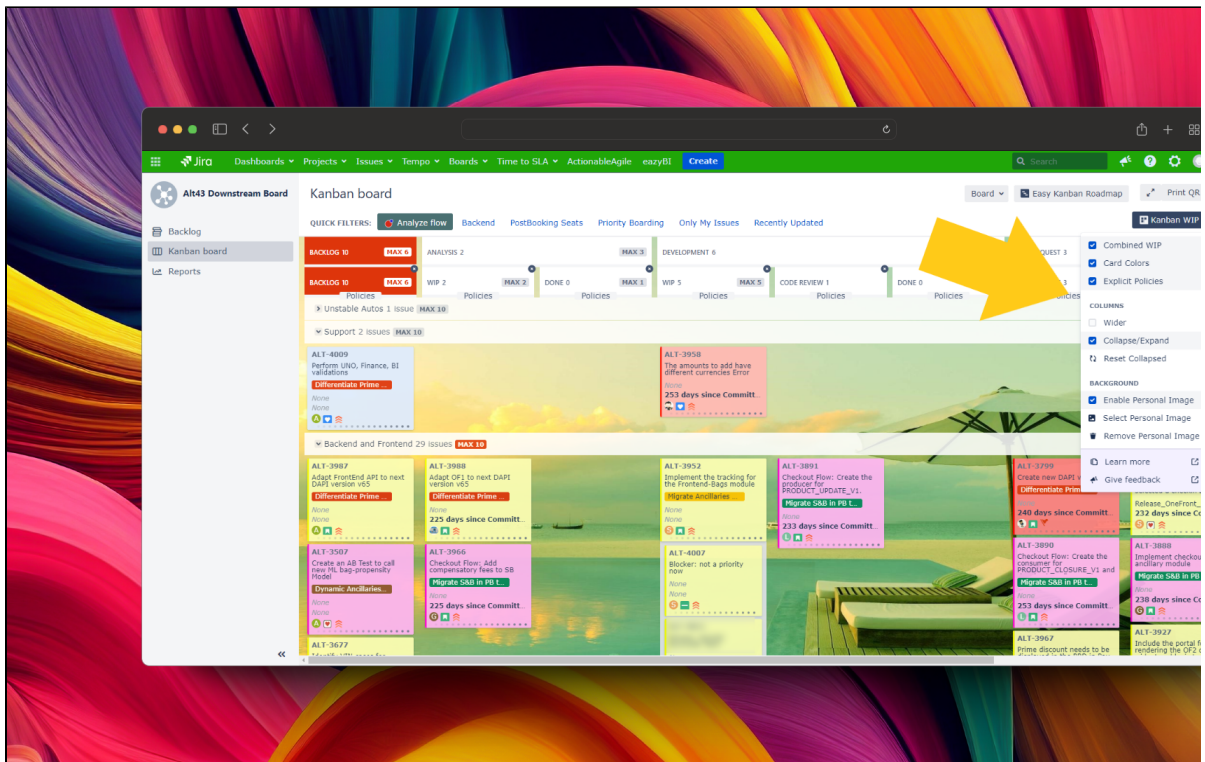 Jira
Dashboards
Projects
Issues
Tempo
Boards
Time to SLA
ActionableAgile
eazyBI
Create
Search
Alt43 Downstream Board
Backlog
Kanban board
Reports
Kanban board
Board
Easy Kanban Roadmap
Print QR
QUICK FILTERS:
Analyze flow
Backend
PostBooking Seats
Priority Boarding
Only My Issues
Recently Updated
Kanban WIP
BACKLOG 10 MAX 6
ANALYSIS 2 MAX 3
DEVELOPMENT 6
QUEST 3
BACKLOG 10 MAX 6
WIP 2 MAX 2
DONE 0 MAX 1
WIP 5 MAX 5
CODE REVIEW 1
DONE 0
3
Policies
Policies
Policies
Policies
Policies
Policies
Policies
Unstable Autos 1 issue MAX 10
Support 2 issues MAX 10
ALT-4009
Perform UNO, Finance, BI
validations
Differentiate Prime ...
None
None
ALT-3958
The amounts to add have
different currencies Error
None
253 days since Committ...
Backend and Frontend 29 issues MAX 10
ALT-3987
Adapt FrontEnd API to next
DAPI version v65
Differentiate Prime ...
None
None
ALT-3988
Adapt OF1 to next DAPI
version v65
Differentiate Prime ...
None
225 days since Committ...
ALT-3952
Implement the tracking for
the Frontend-Bags module
Migrate Ancillaries ...
None
None
ALT-3891
Checkout Flow: Create the
producer for
PRODUCT_UPDATE_V1.
Migrate S&B in PB t...
None
233 days since Committ...
ALT-3799
Create new DAPI v
Differentiate Prim
None
240 days since Committ...
Release_OneFront_
232 days since Co
ALT-3507
Create an AB Test to call
new ML bag-propensity
Model
Dynamic Ancillaries...
None
None
ALT-3966
Checkout Flow: Add
compensatory fees to SB
Migrate S&B in PB t...
None
225 days since Committ...
ALT-4007
Blocker: not a priority
now
None
None
ALT-3890
Checkout Flow: Create the
consumer for
PRODUCT_CLOSURE_V1 and
Migrate S&B in PB t...
None
253 days since Committ...
ALT-3888
Implement checkou
ancillary module
Migrate S&B in PB
None
238 days since Co
ALT-3677
ALT-3967
Prime discount needs to be
ALT-3927
Include the portal f
rendering the OF2 c
Combined WIP
Card Colors
Explicit Policies
COLUMNS
Wider
Collapse/Expand
Reset Collapsed
BACKGROUND
Enable Personal Image
Select Personal Image
Remove Personal Image
Learn more
Give feedback